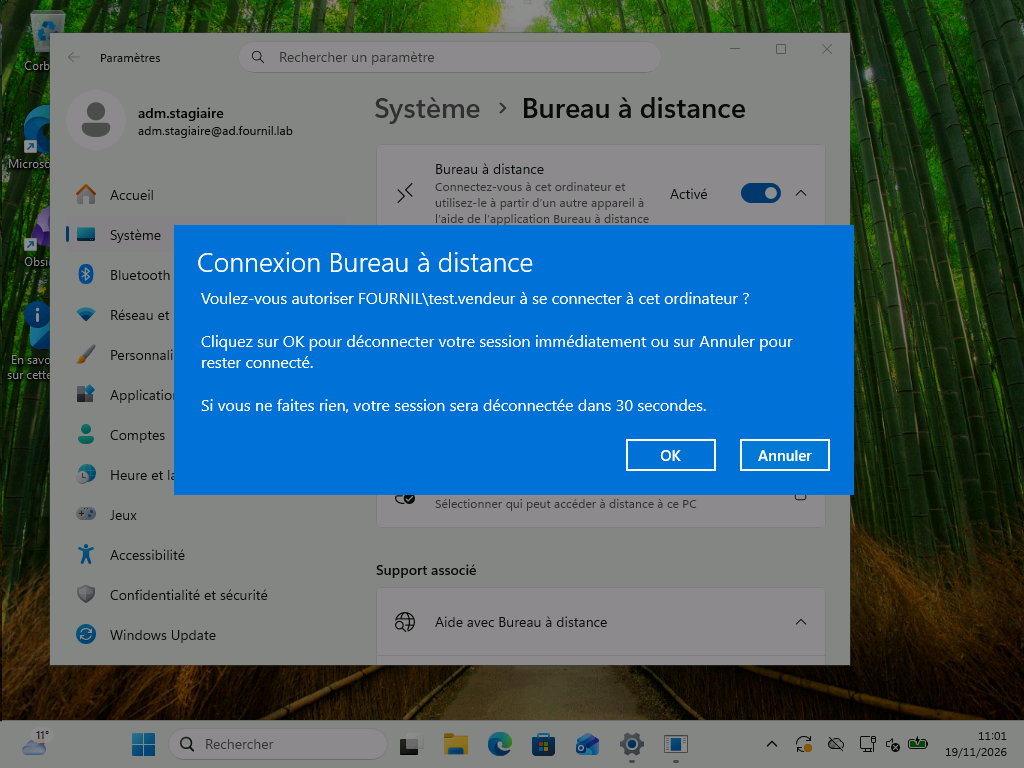 Corb
Microso
Obsi
En savo
sur cette
Paramètres
Rechercher un paramètre
adm.stagiaire
adm.stagiaire@ad.fournil.lab
Accueil
Système
Bluetooth
Réseau et
Personnali
Application
Comptes
Heure et la
Jeux
Accessibilité
Confidentialité et sécurité
Windows Update
Système > Bureau à distance
Bureau à distance
Connectez-vous à cet ordinateur et
utilisez-le à partir d'un autre appareil à
l'aide de l'application Bureau à distance
Activé
Connexion Bureau à distance
Voulez-vous autoriser FOURNIL\test.vendeur à se connecter à cet ordinateur ?
Cliquez sur OK pour déconnecter votre session immédiatement ou sur Annuler pour
rester connecté.
Si vous ne faites rien, votre session sera déconnectée dans 30 secondes.
OK
Annuler
Sélectionner qui peut accéder à distance à ce PC
Support associé
Aide avec Bureau à distance
11°
Rechercher
11:01
19/11/2026